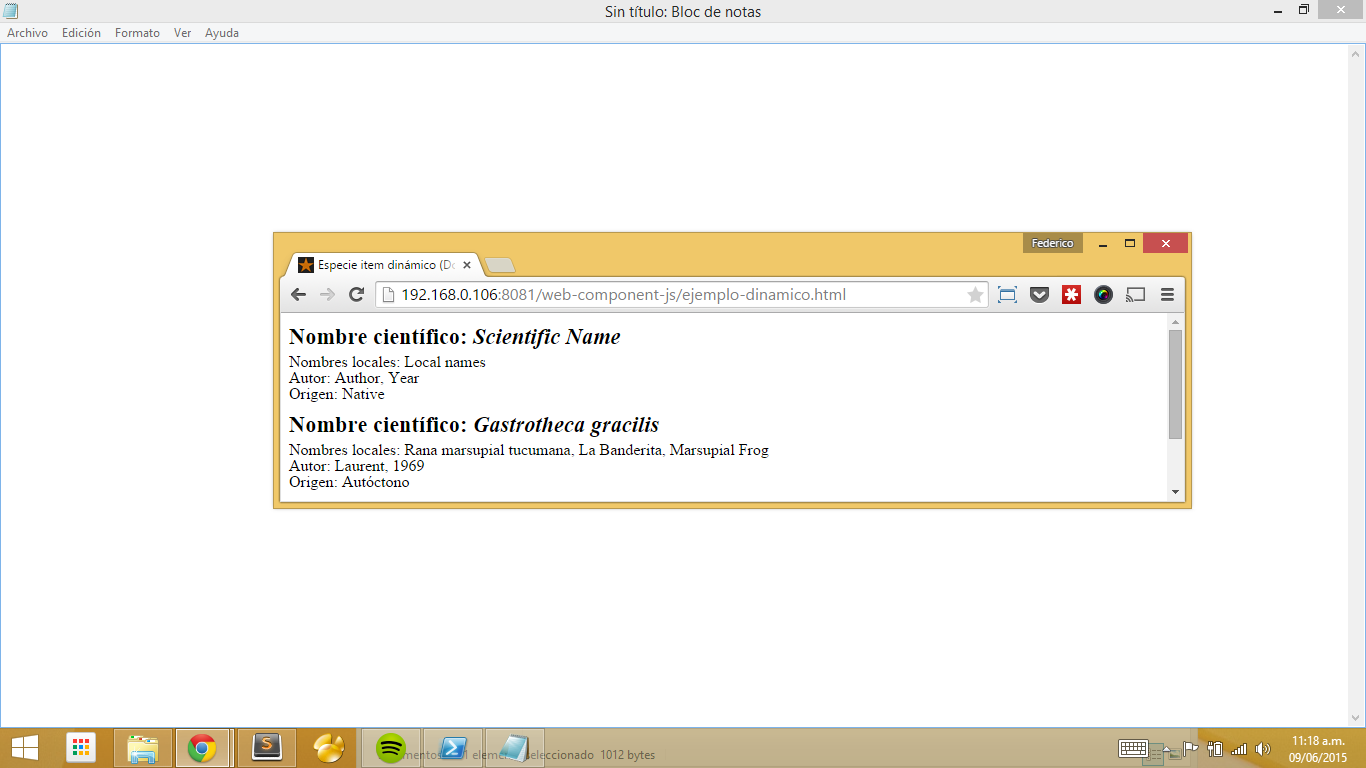 Sin título: Bloc de notas
Archivo Edición Formato Ver Ayuda
Federico
Especie item dinámico (Do
192.168.0.106:8081/web-component-js/ejemplo-dinamico.html
Nombre científico: Scientific Name
Nombres locales: Local names
Autor: Author, Year
Origen: Native
Nombre científico: Gastrotheca gracilis
Nombres locales: Rana marsupial tucumana, La Banderita, Marsupial Frog
Autor: Laurent, 1969
Origen: Autóctono
1012 bytes
11:18 a.m.
09/06/2015